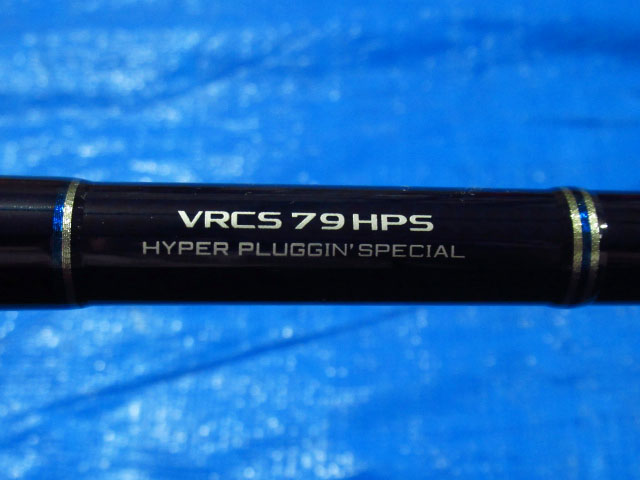 VRCS 79 HPS
HYPER PLUGGIN' SPECIAL